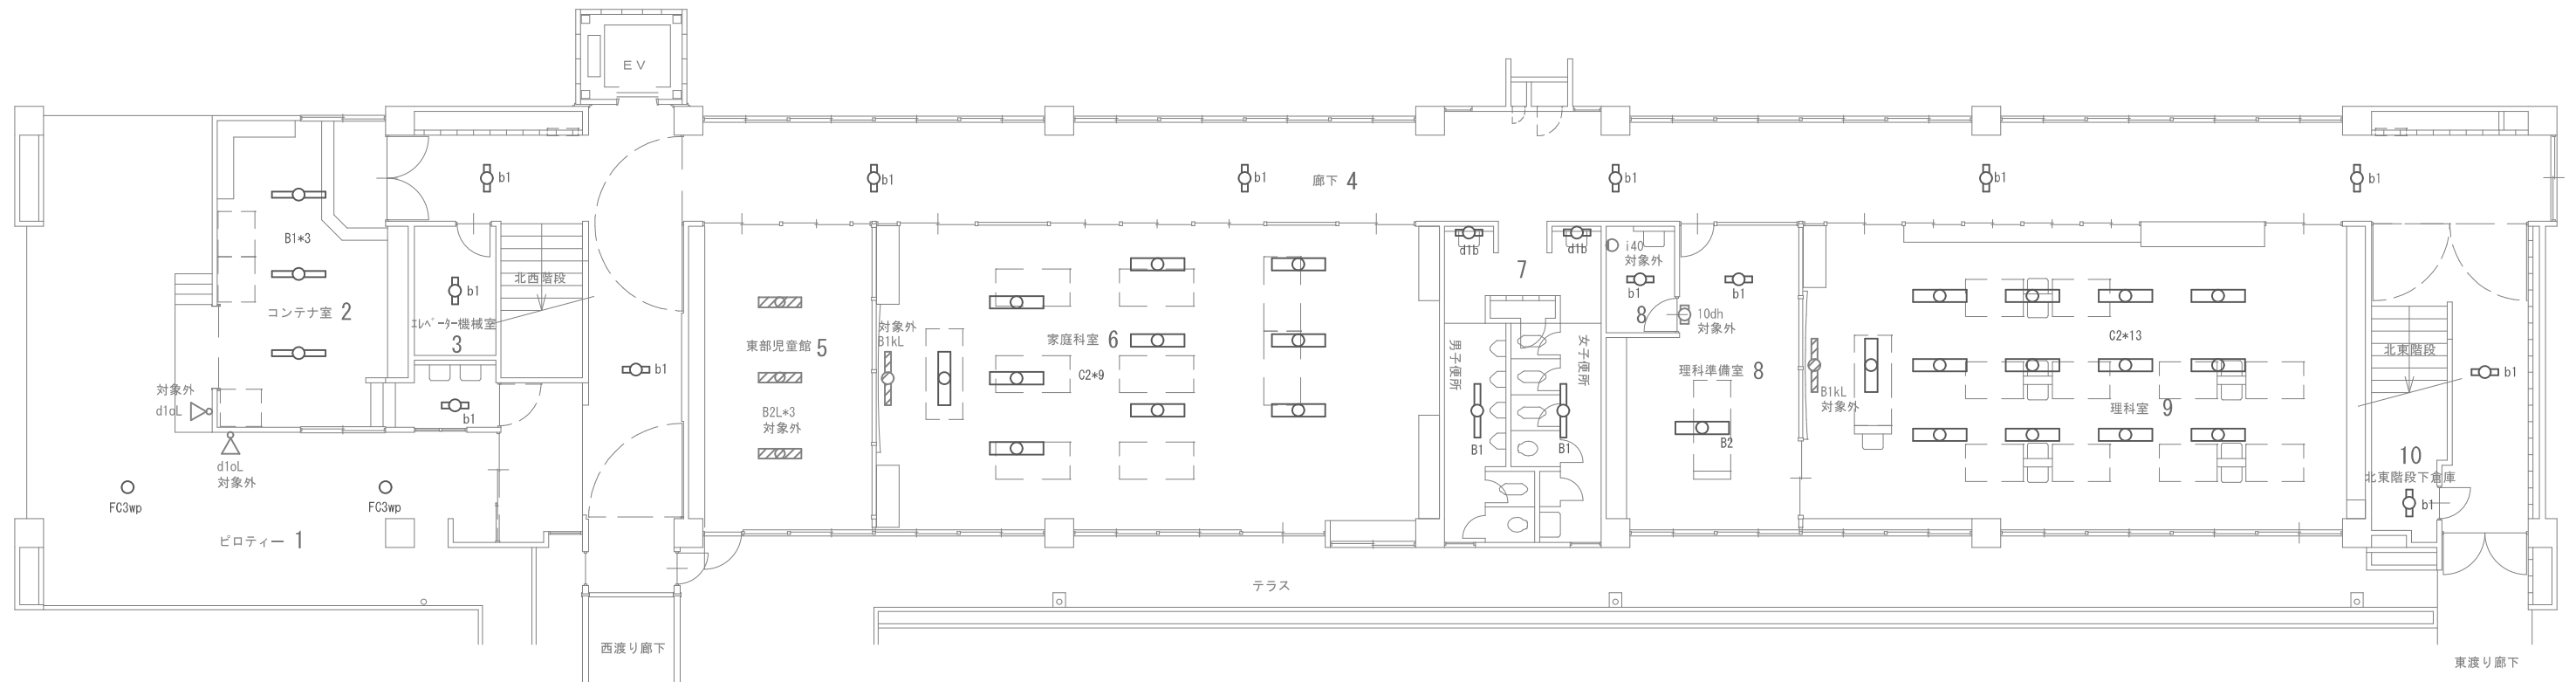 EV
b1
b1
b1
廊下 4
b1
b1
b1
B1*3
コンテナ室 2
北西階段
b1
エレベーター機械室
3
b1
b1
対象外
d1oL
d1oL
対象外
FC3wp
FC3wp
ピロティー 1
東部児童館 5
B2L*3
対象外
対象外
B1kL
家庭科室 6
C2*9
d1b
d1b
7
男子便所
女子便所
B1
B1
i40
対象外
b1
8
b1
10dh
対象外
理科準備室 8
B2
B1kL
対象外
C2*13
理科室 9
北東階段
b1
10
北東階段下倉庫
b1
テラス
西渡り廊下
東渡り廊下